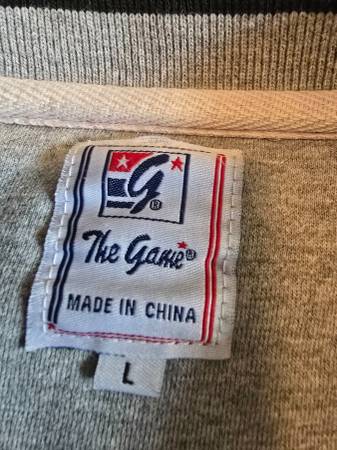 G®
The Game®
MADE IN CHINA
L